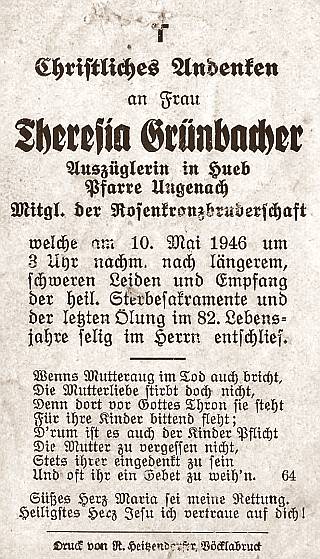 Christliches Andenken
an Frau
Theresia Grünbacher
Auszüglerin in Hueb
Pfarre Ungenach
Mitgl. der Rosenkranzbruderschaft
welche am 10. Mai 1946 um
3 Uhr nachm. nach längerem,
schweren Leiden und Empfang
der heil. Sterbesakramente und
der letzten Ölung im 82. Lebens-
jahre selig im Herrn entschlief.
Wenns Mutteraug im Tod auch bricht,
Die Mutterliebe stirbt doch nicht,
Denn dort vor Gottes Thron sie steht
Für ihre Kinder bittend fleht;
D'rum ist es auch der Kinder Pflicht
Die Mutter zu vergessen nicht,
Stets ihrer eingedenkt zu sein
Und oft ihr ein Gebet zu weih'n. 64
Süßes Herz Maria sei meine Rettung.
Heiligstes Herz Jesu ich vertraue auf dich!
Druck von R. Heitzendorfer, Vöcklabruck